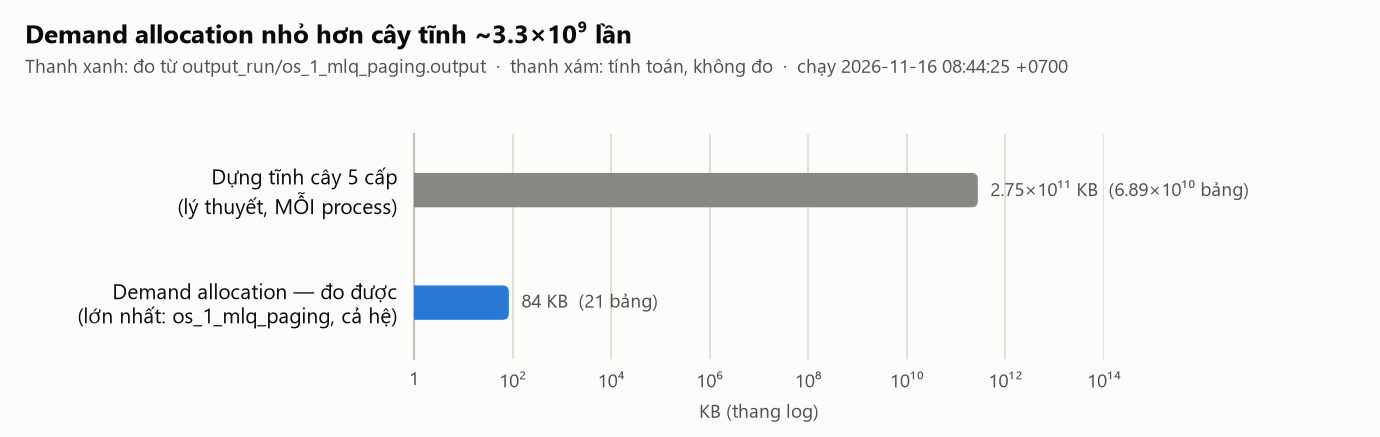 Demand allocation nhỏ hơn cây tĩnh ~3.3×10⁹ lần
Thanh xanh: đo từ output_run/os_1_mlq_paging.output · thanh xám: tính toán, không đo · chạy 2026-11-16 08:44:25 +0700
Dựng tĩnh cây 5 cấp
(lý thuyết, MỖI process)
2.75×10¹¹ KB (6.89×10¹⁰ bảng)
Demand allocation — đo được
(lớn nhất: os_1_mlq_paging, cả hệ)
84 KB (21 bảng)
1 10² 10⁴ 10⁶ 10⁸ 10¹⁰ 10¹² 10¹⁴
KB (thang log)